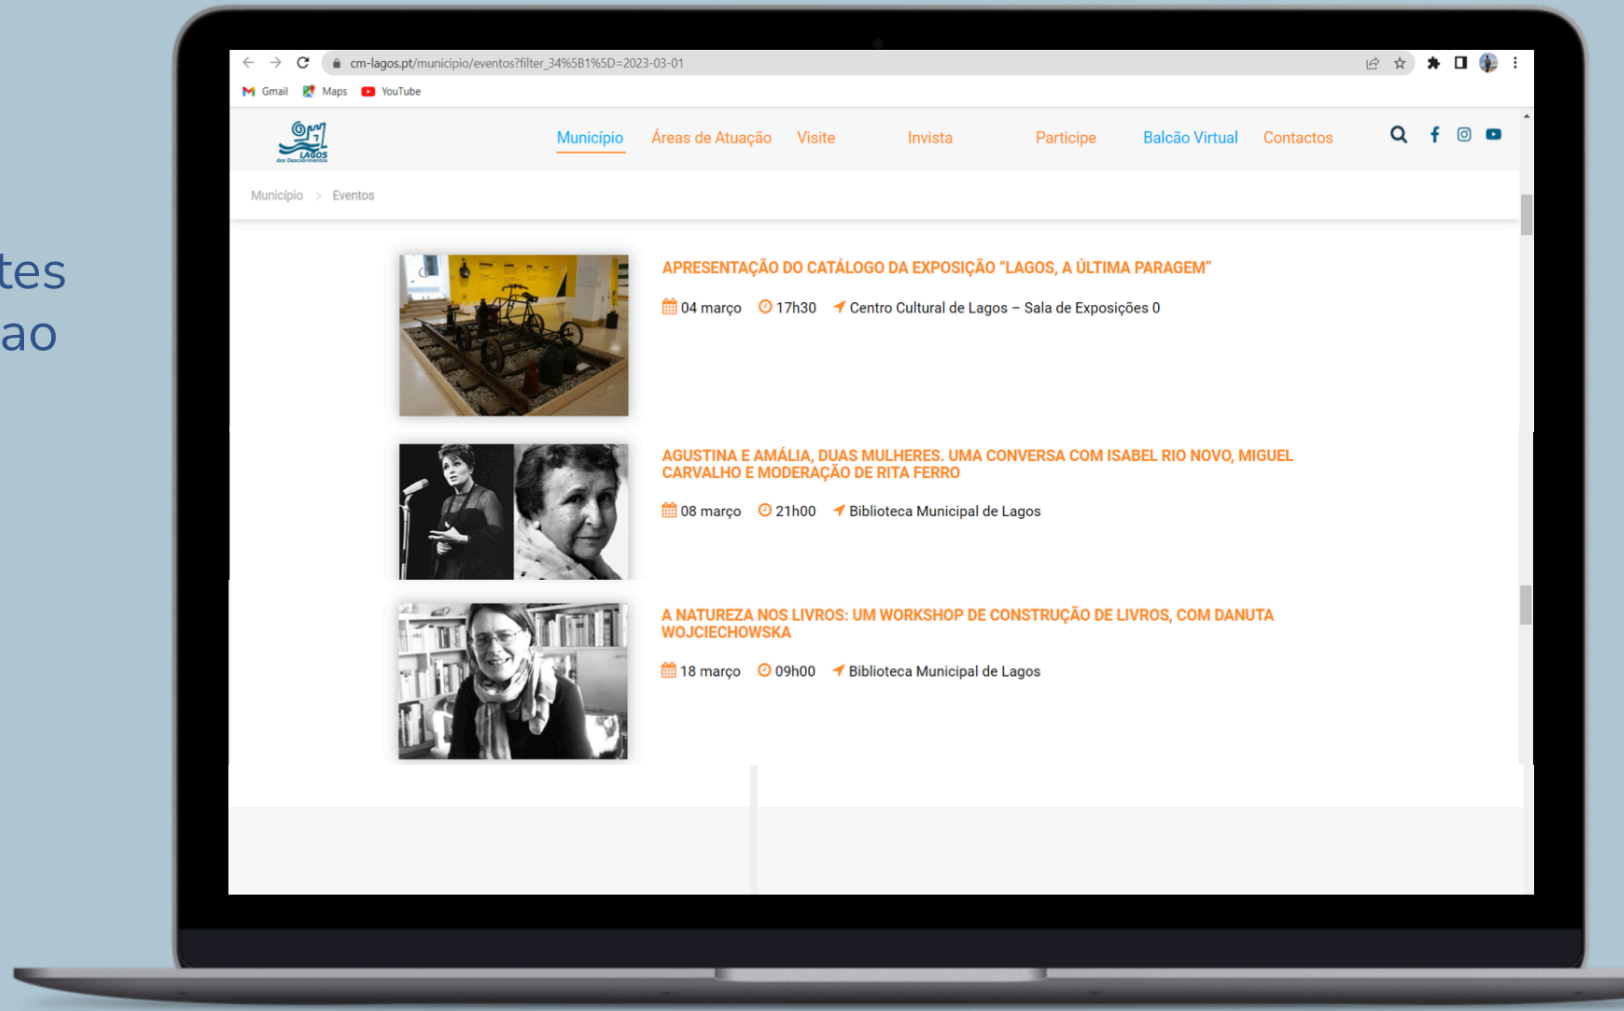 cm-lagos.pt/municipio/eventos?filter_34%5B1%5D=2023-03-01
Gmail Maps YouTube
LAGOS
dos Descobrimentos
Município Áreas de Atuação Visite Invista Participe Balcão Virtual Contactos
Município > Eventos
tes
ao
APRESENTAÇÃO DO CATÁLOGO DA EXPOSIÇÃO “LAGOS, A ÚLTIMA PARAGEM”
04 março 17h30 Centro Cultural de Lagos – Sala de Exposições 0
AGUSTINA E AMÁLIA, DUAS MULHERES. UMA CONVERSA COM ISABEL RIO NOVO, MIGUEL
CARVALHO E MODERAÇÃO DE RITA FERRO
08 março 21h00 Biblioteca Municipal de Lagos
A NATUREZA NOS LIVROS: UM WORKSHOP DE CONSTRUÇÃO DE LIVROS, COM DANUTA
WOJCIECHOWSKA
18 março 09h00 Biblioteca Municipal de Lagos